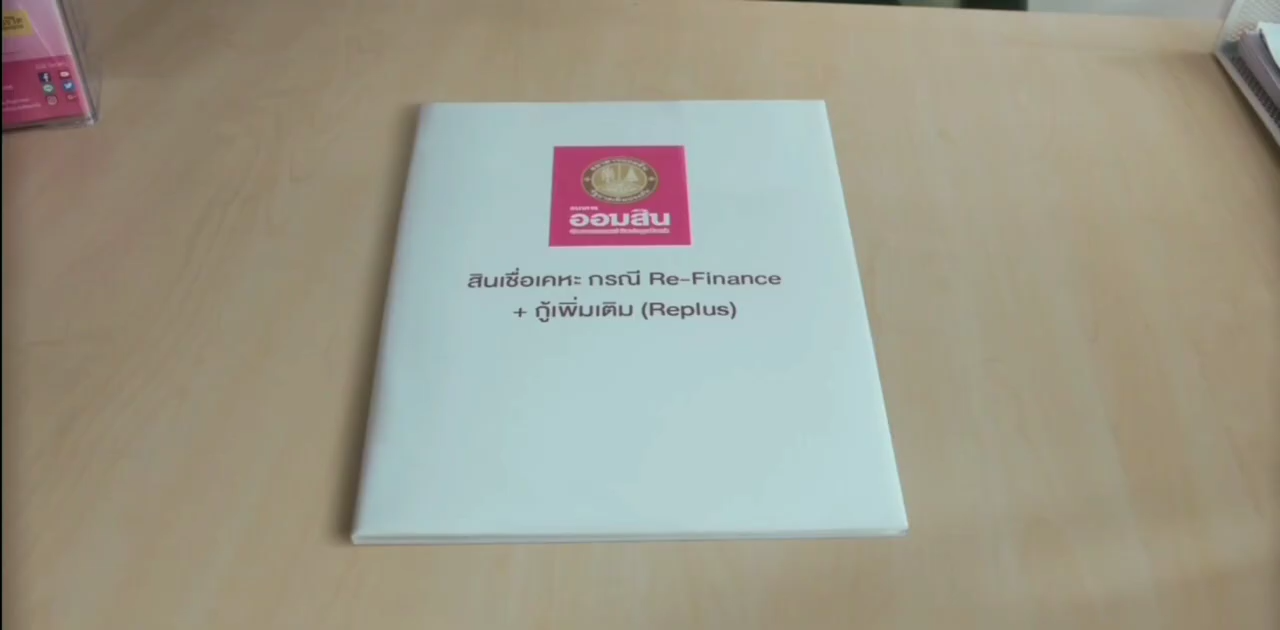 ธนาคาร
ออมสิน
สินเชื่อเคหะ กรณี Re-Finance
+ กู้เพิ่มเติม (Replus)